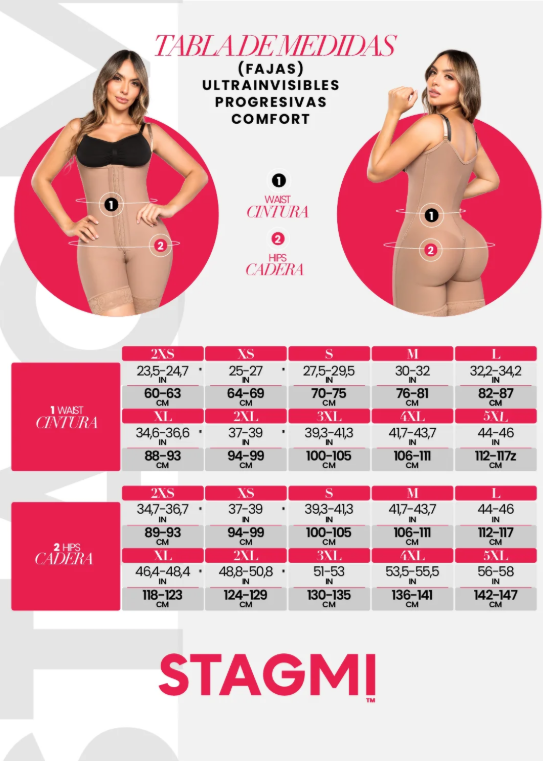 TABLA DE MEDIDAS
(FAJAS)
ULTRAINVISIBLES
PROGRESIVAS
COMFORT
1
WAIST
CINTURA
2
HIPS
CADERA
1
2
1
2
1 WAIST
CINTURA
2XS XS S M L
23,5-24,7 25-27 27,5-29,5 30-32 32,2-34,2
IN IN IN IN IN
60-63 64-69 70-75 76-81 82-87
CM CM CM CM CM
XL 2XL 3XL 4XL 5XL
34,6-36,6 37-39 39,3-41,3 41,7-43,7 44-46
IN IN IN IN IN
88-93 94-99 100-105 106-111 112-117z
CM CM CM CM CM
2 HIPS
CADERA
2XS XS S M L
34,7-36,7 37-39 39,3-41,3 41,7-43,7 44-46
IN IN IN IN IN
89-93 94-99 100-105 106-111 112-117
CM CM CM CM CM
XL 2XL 3XL 4XL 5XL
46,4-48,4 48,8-50,8 51-53 53,5-55,5 56-58
IN IN IN IN IN
118-123 124-129 130-135 136-141 142-147
CM CM CM CM CM
STAGMI™